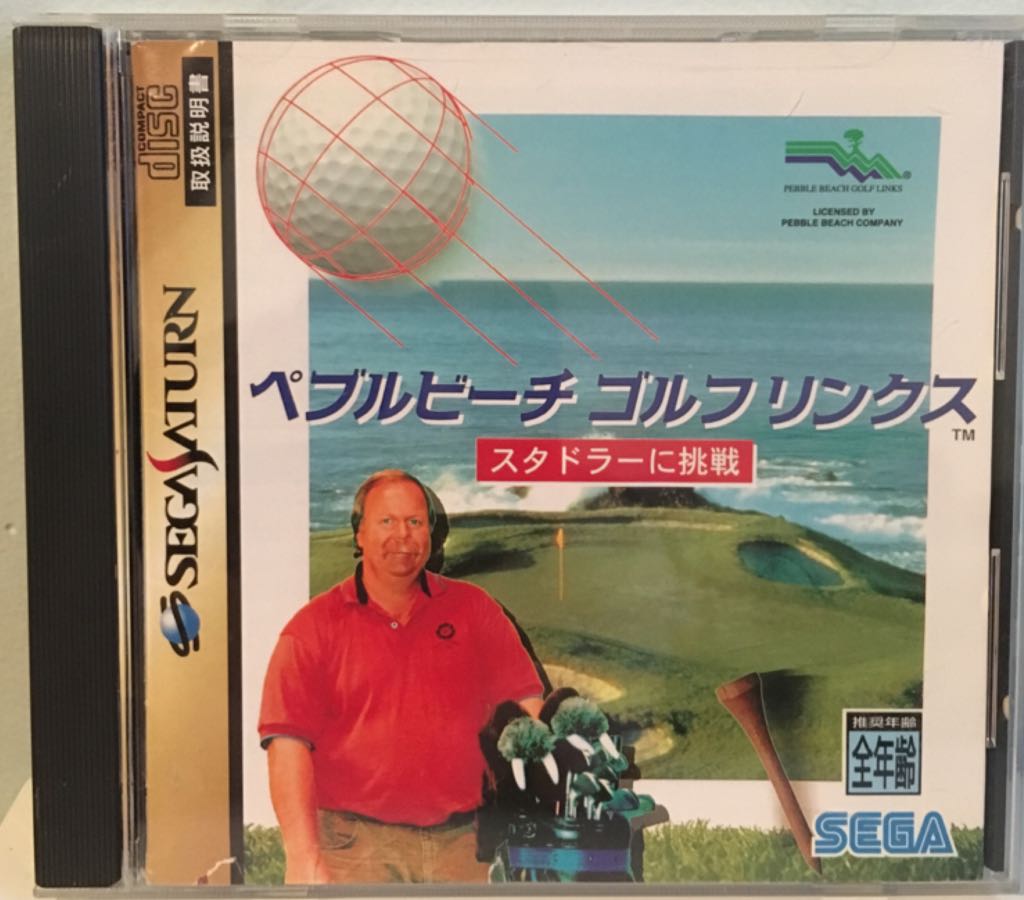 COMPACT
disc
取扱説明書
SEGA SATURN
PEBBLE BEACH GOLF LINKS
LICENSED BY
PEBBLE BEACH COMPANY
ペブルビーチ ゴルフリンクス
TM
スタドラーに挑戦
推奨年齢
全年齢
SEGA